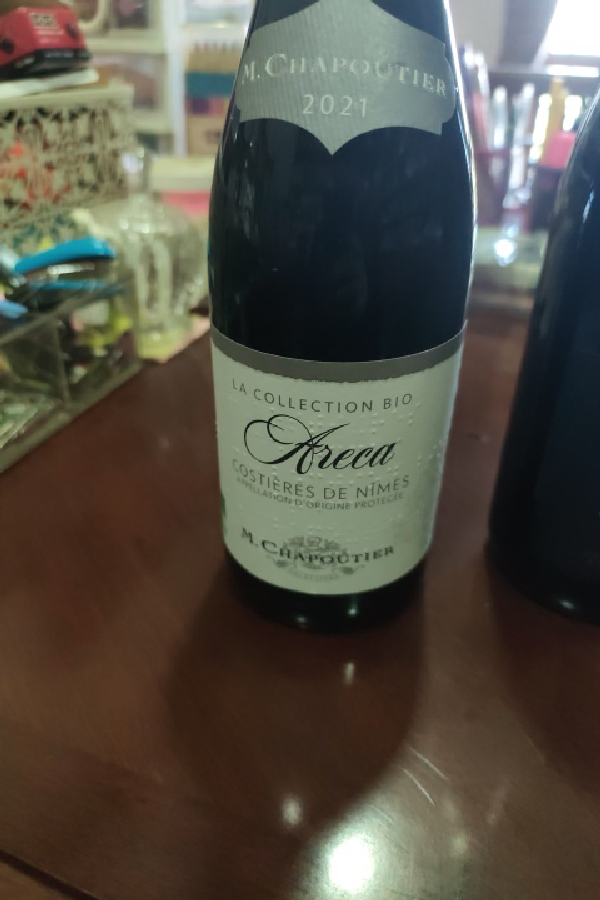 M. CHAPOUTIER
2021
LA COLLECTION BIO
Areca
COSTIÈRES DE NÎMES
APPELLATION D'ORIGINE PROTÉGÉE
M. CHAPOUTIER